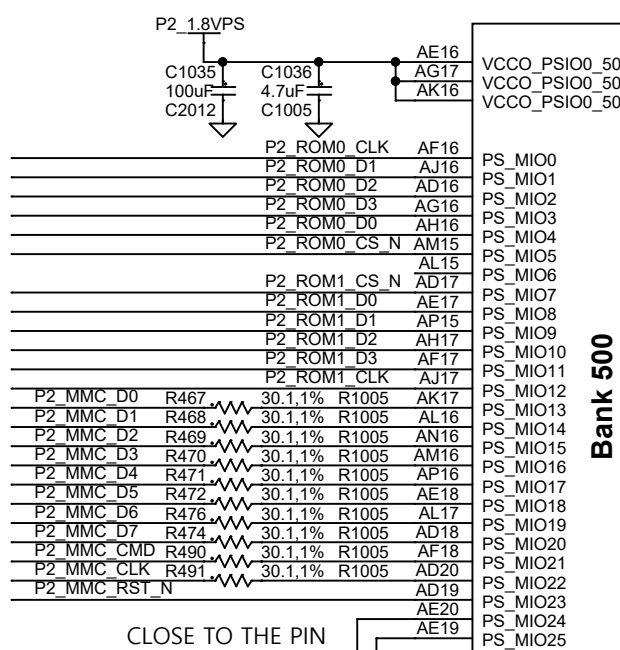 P2_1.8VPS
C1035 100uF C2012
C1036 4.7uF C1005
AE16 VCCO_PSIO0_50
AG17 VCCO_PSIO0_50
AK16 VCCO_PSIO0_50
P2_ROM0_CLK AF16 PS_MIO0
P2_ROM0_D1 AJ16 PS_MIO1
P2_ROM0_D2 AD16 PS_MIO2
P2_ROM0_D3 AG16 PS_MIO3
P2_ROM0_D0 AH16 PS_MIO4
P2_ROM0_CS_N AM15 PS_MIO5
AL15 PS_MIO6
P2_ROM1_CS_N AD17 PS_MIO7
P2_ROM1_D0 AE17 PS_MIO8
P2_ROM1_D1 AP15 PS_MIO9
P2_ROM1_D2 AH17 PS_MIO10
P2_ROM1_D3 AF17 PS_MIO11
P2_ROM1_CLK AJ17 PS_MIO12
P2_MMC_D0 R467 30.1,1% R1005 AK17 PS_MIO13
P2_MMC_D1 R468 30.1,1% R1005 AL16 PS_MIO14
P2_MMC_D2 R469 30.1,1% R1005 AN16 PS_MIO15
P2_MMC_D3 R470 30.1,1% R1005 AM16 PS_MIO16
P2_MMC_D4 R471 30.1,1% R1005 AP16 PS_MIO17
P2_MMC_D5 R472 30.1,1% R1005 AE18 PS_MIO18
P2_MMC_D6 R476 30.1,1% R1005 AL17 PS_MIO19
P2_MMC_D7 R474 30.1,1% R1005 AD18 PS_MIO20
P2_MMC_CMD R490 30.1,1% R1005 AF18 PS_MIO21
P2_MMC_CLK R491 30.1,1% R1005 AD20 PS_MIO22
P2_MMC_RST_N AD19 PS_MIO23
AE20 PS_MIO24
AE19 PS_MIO25
CLOSE TO THE PIN
Bank 500